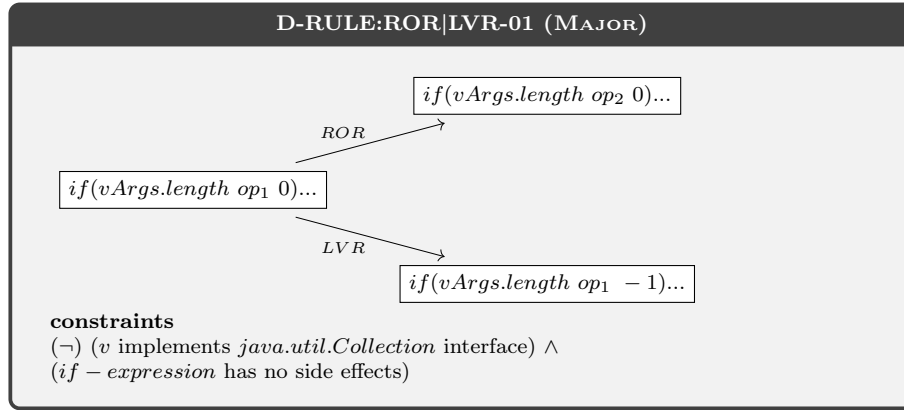 D-RULE:ROR|LVR-01 (MAJOR)
if(vArgs.length op₂ 0)...
ROR
if(vArgs.length op₁ 0)...
LVR
if(vArgs.length op₁ − 1)...
constraints
(¬) (v implements java.util.Collection interface) ∧
(if − expression has no side effects)